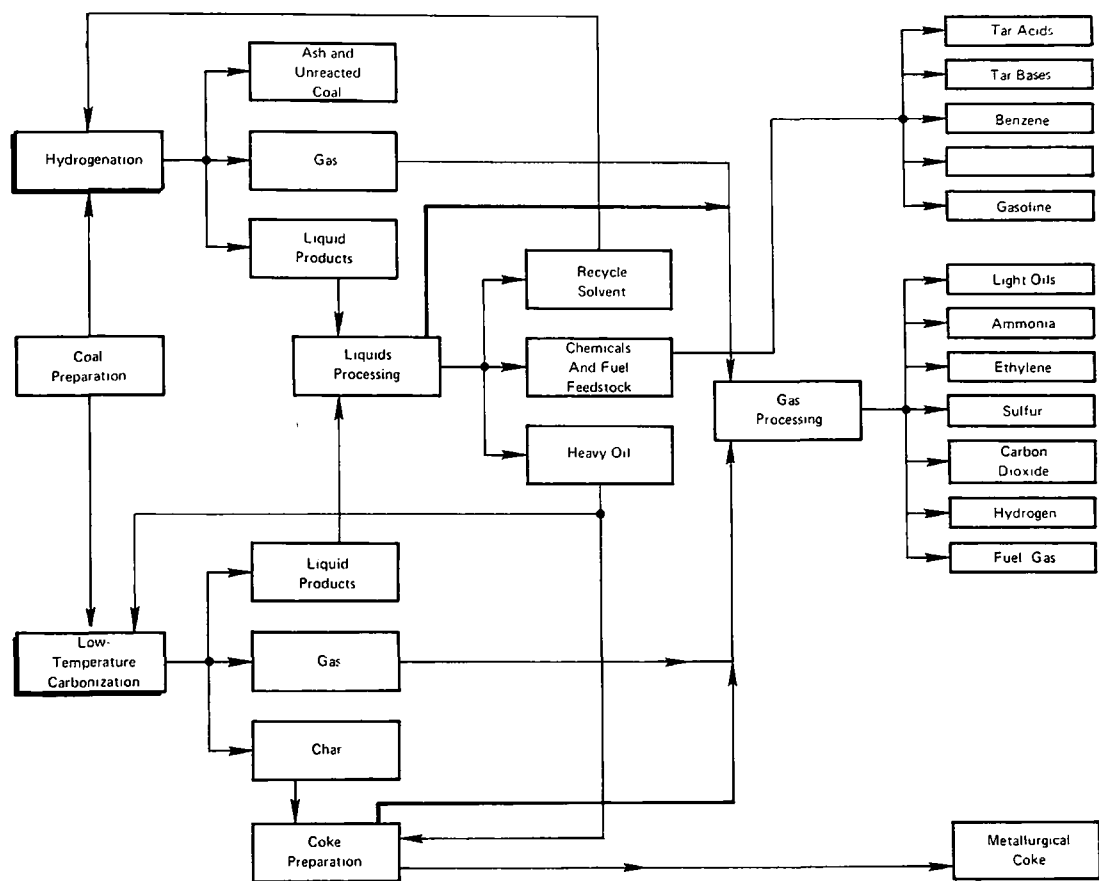 Ash and
Unreacted
Coal
Hydrogenation
Gas
Liquid
Products
Coal
Preparation
Liquids
Processing
Recycle
Solvent
Chemicals
And Fuel
Feedstock
Heavy Oil
Gas
Processing
Tar Acids
Tar Bases
Benzene
Gasoline
Light Oils
Ammonia
Ethylene
Sulfur
Carbon
Dioxide
Hydrogen
Fuel Gas
Liquid
Products
Low-
Temperature
Carbonization
Gas
Char
Coke
Preparation
Metallurgical
Coke